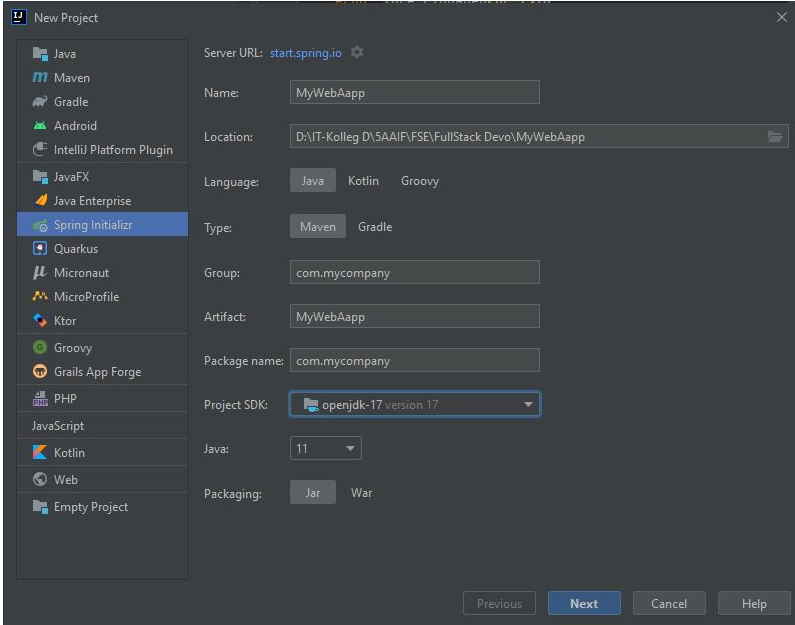 New Project
Java
Maven
Gradle
Android
IntelliJ Platform Plugin
JavaFX
Java Enterprise
Spring Initializr
Quarkus
Micronaut
MicroProfile
Ktor
Groovy
Grails App Forge
PHP
JavaScript
Kotlin
Web
Empty Project
Server URL: start.spring.io
Name: MyWebAapp
Location: D:\IT-Kolleg D\5AAIF\FSE\FullStack Devo\MyWebAapp
Language: Java Kotlin Groovy
Type: Maven Gradle
Group: com.mycompany
Artifact: MyWebAapp
Package name: com.mycompany
Project SDK: openjdk-17 version 17
Java: 11
Packaging: Jar War
Previous Next Cancel Help